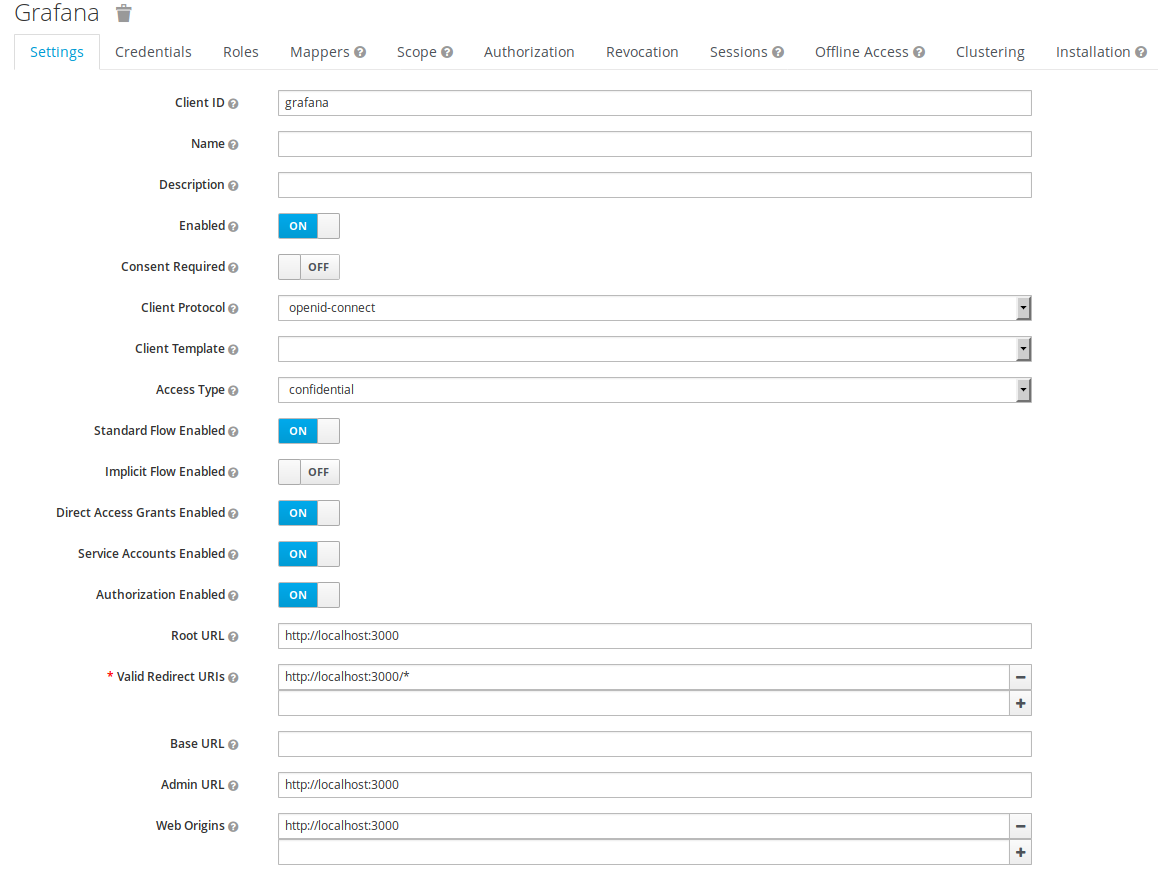 Grafana
Settings Credentials Roles Mappers Scope Authorization Revocation Sessions Offline Access Clustering Installation
Client ID grafana
Name
Description
Enabled ON
Consent Required OFF
Client Protocol openid-connect
Client Template
Access Type confidential
Standard Flow Enabled ON
Implicit Flow Enabled OFF
Direct Access Grants Enabled ON
Service Accounts Enabled ON
Authorization Enabled ON
Root URL http://localhost:3000
* Valid Redirect URIs http://localhost:3000/*
Base URL
Admin URL http://localhost:3000
Web Origins http://localhost:3000